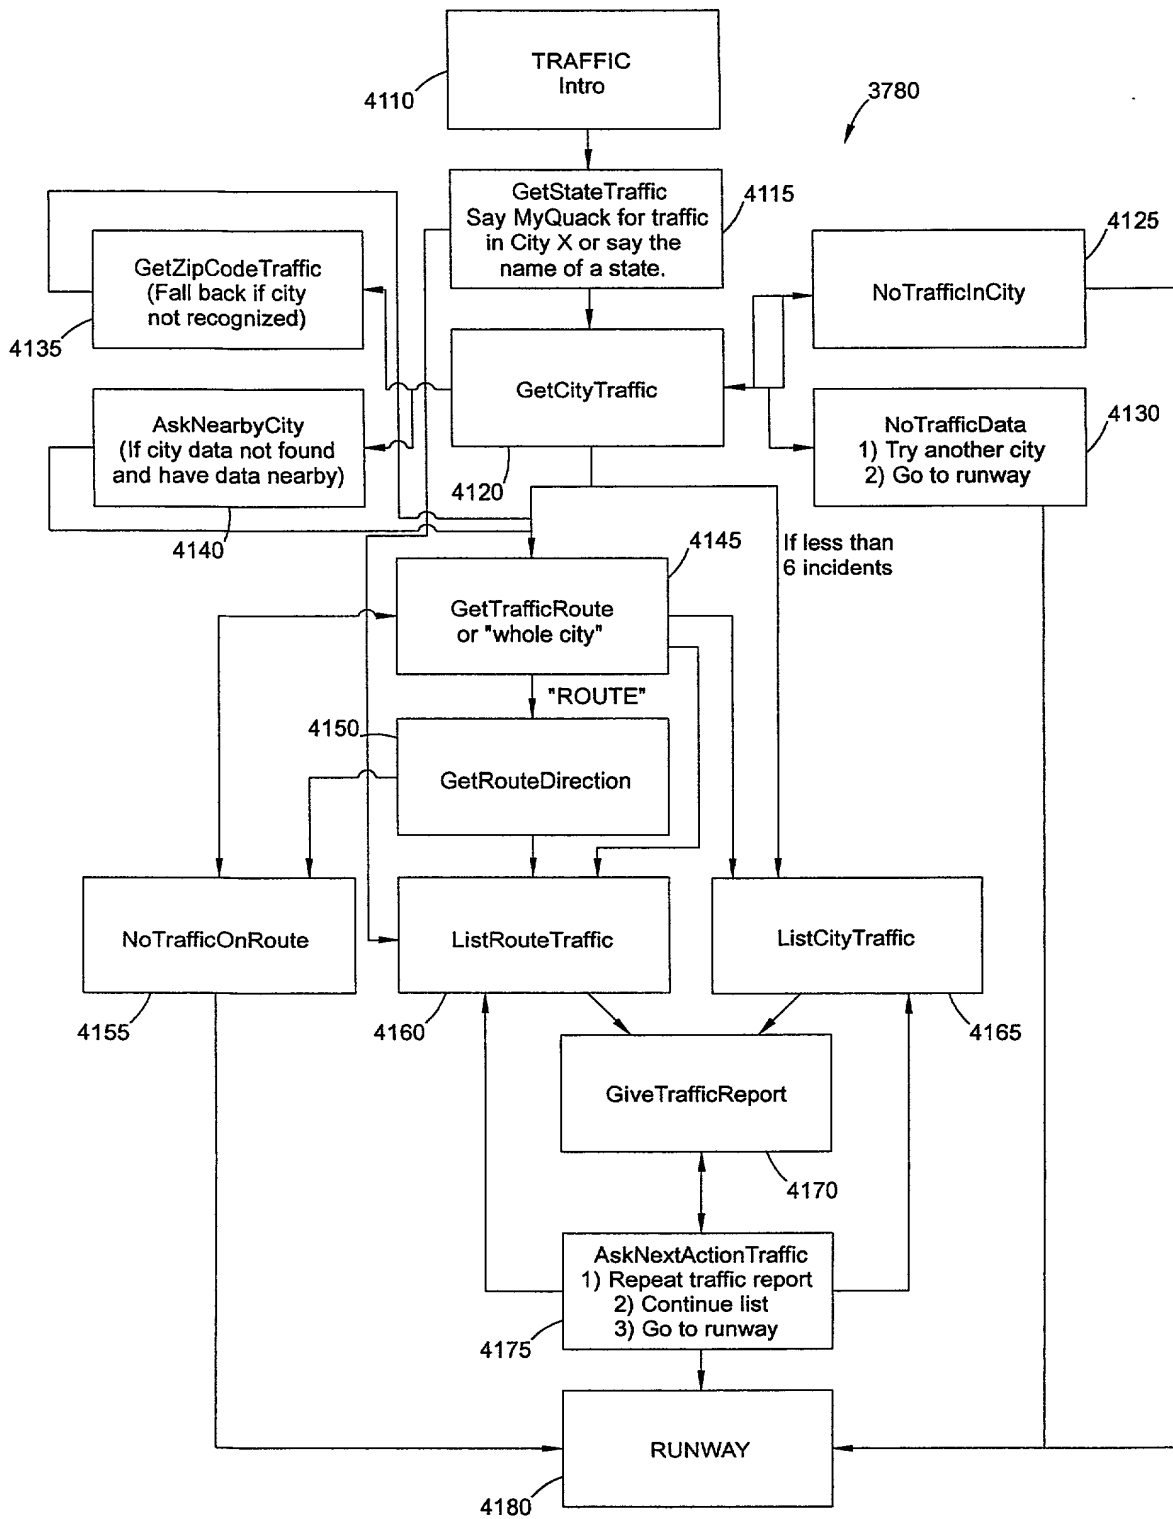 TRAFFIC
Intro
4110
3780
GetStateTraffic
Say MyQuack for traffic
in City X or say the
name of a state.
4115
4125
GetZipCodeTraffic
(Fall back if city
not recognized)
4135
NoTrafficInCity
GetCityTraffic
4120
AskNearbyCity
(If city data not found
and have data nearby)
4140
NoTrafficData
1) Try another city
2) Go to runway
4130
If less than
6 incidents
4145
GetTrafficRoute
or "whole city"
"ROUTE"
4150
GetRouteDirection
NoTrafficOnRoute
4155
ListRouteTraffic
4160
ListCityTraffic
4165
GiveTrafficReport
4170
AskNextActionTraffic
1) Repeat traffic report
2) Continue list
3) Go to runway
4175
RUNWAY
4180